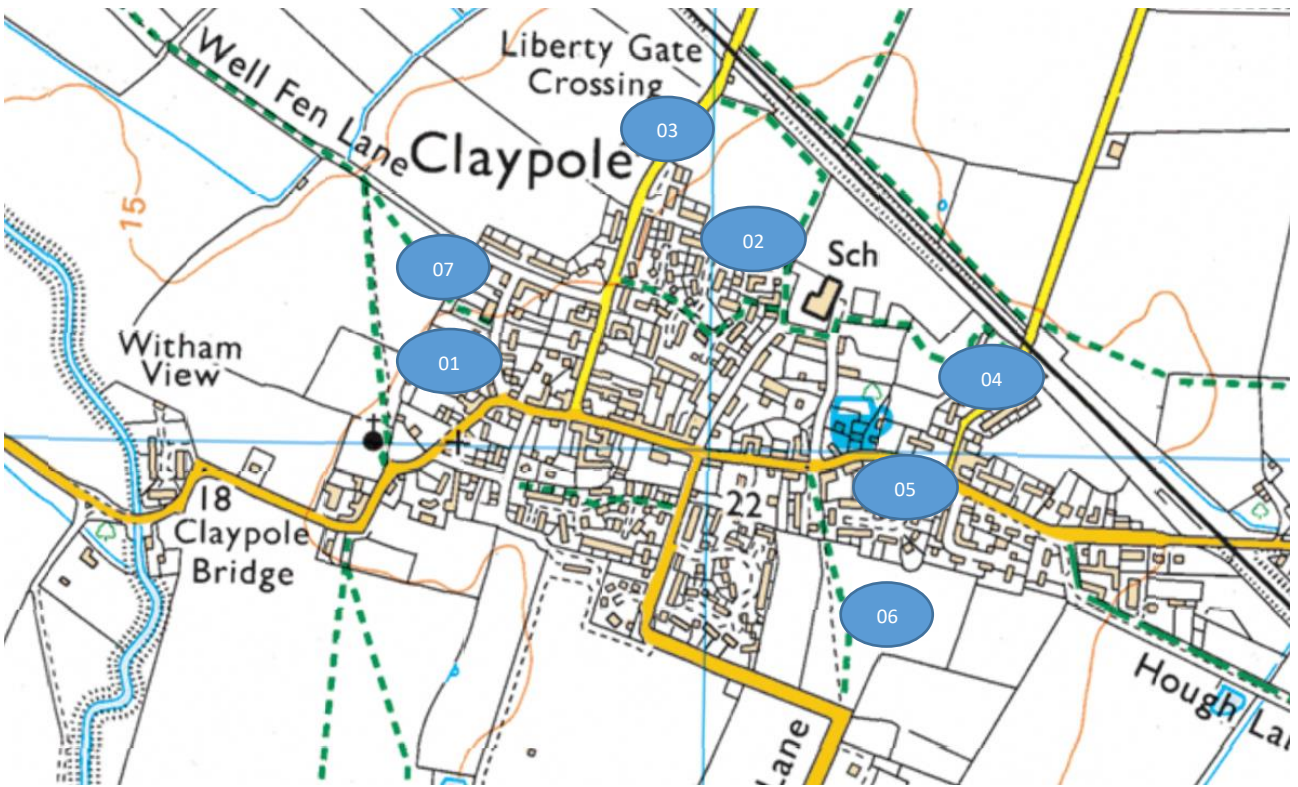 Liberty Gate
Crossing
Well Fen Lane
03
Claypole
15
02
Sch
07
Witham
View
01
04
05
18
22
Claypole
Bridge
06
Hough La
Lane